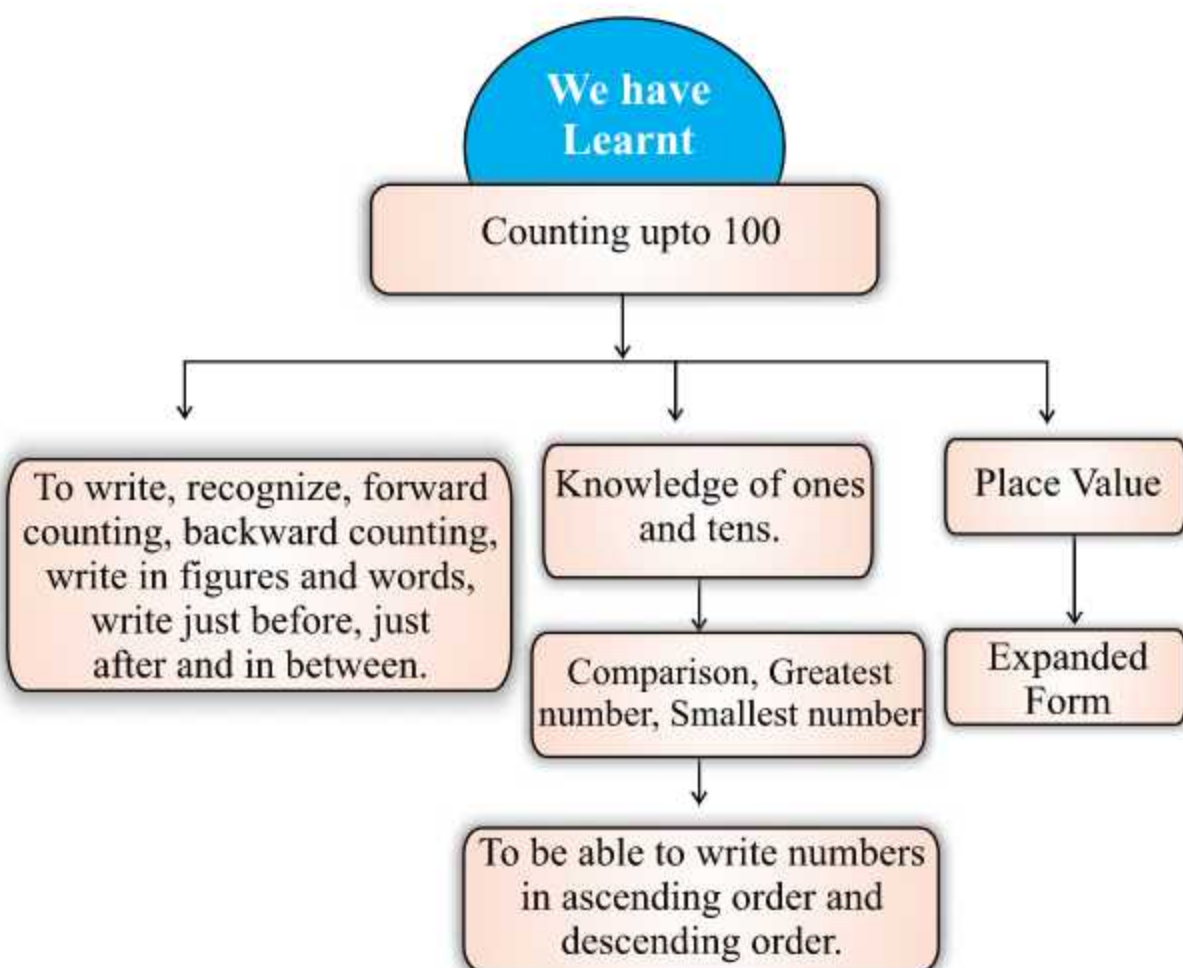 We have
Learnt
Counting upto 100
To write, recognize, forward
counting, backward counting,
write in figures and words,
write just before, just
after and in between.
Knowledge of ones
and tens.
Comparison, Greatest
number, Smallest number
To be able to write numbers
in ascending order and
descending order.
Place Value
Expanded
Form